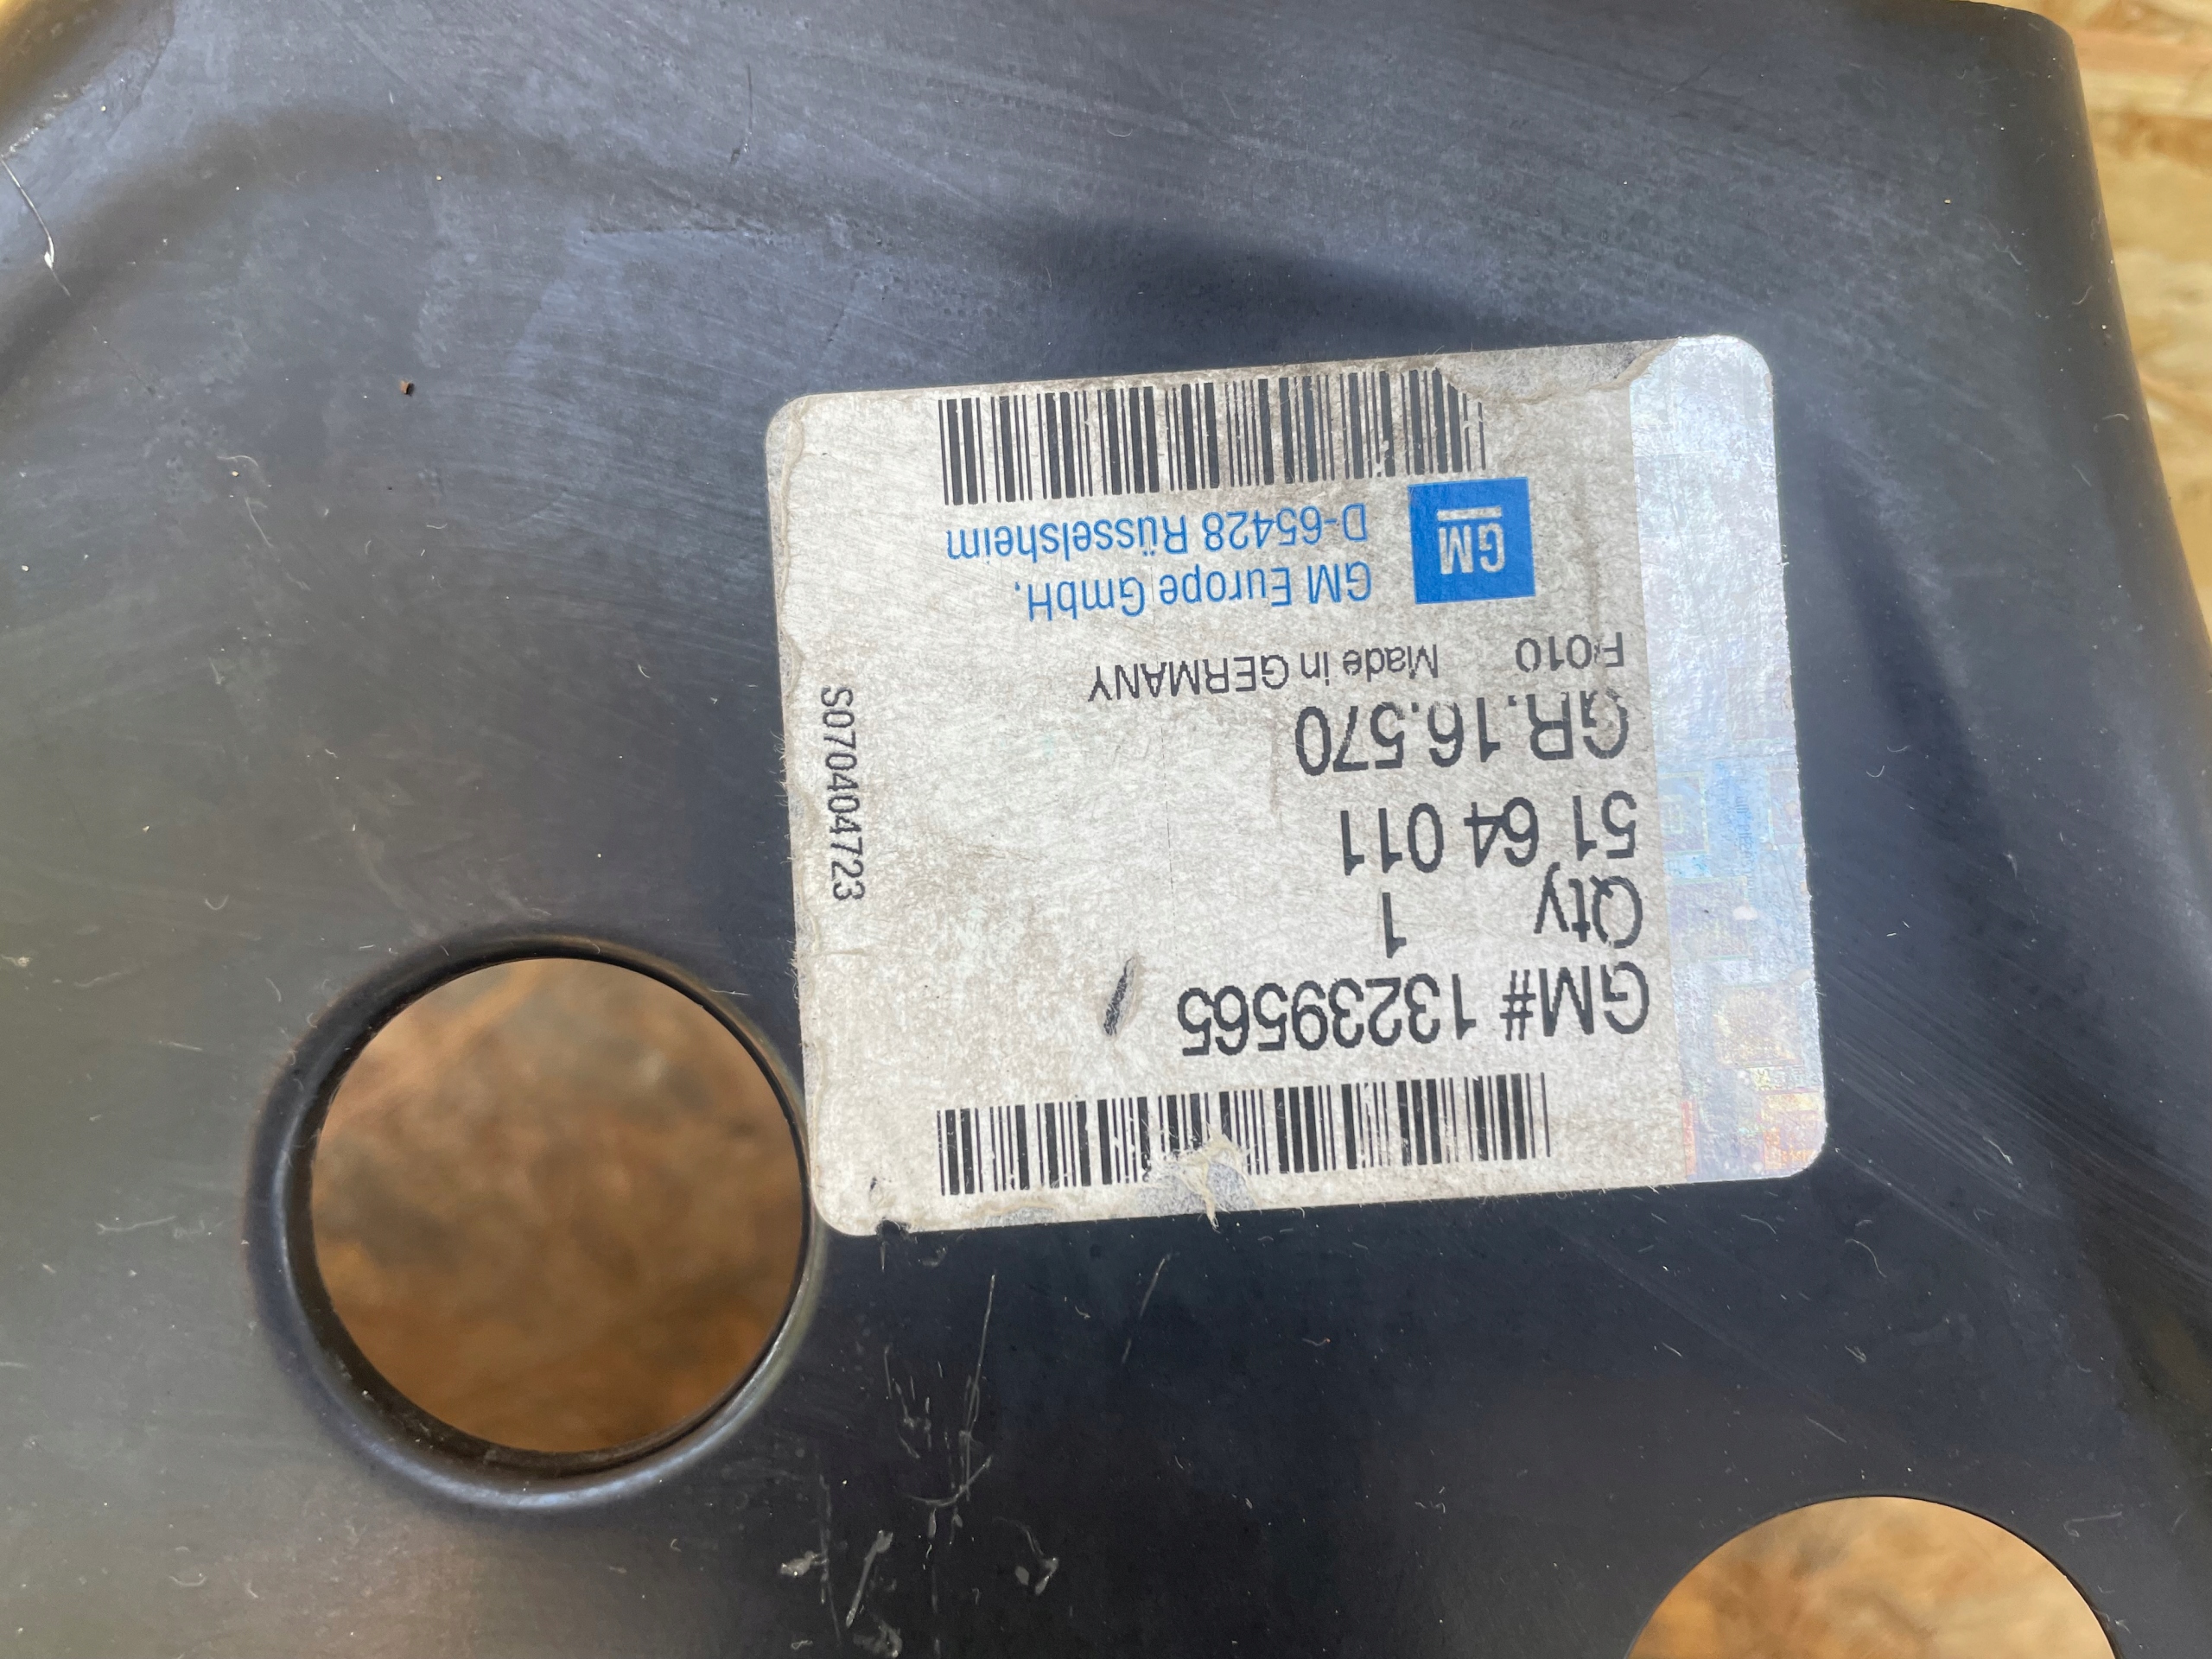 GM# 13239565
Qty 1
51 64 011
GR.16.570
F010 Made in GERMANY
GM
GM Europe GmbH,
D-65428 Rüsselsheim
S070404723